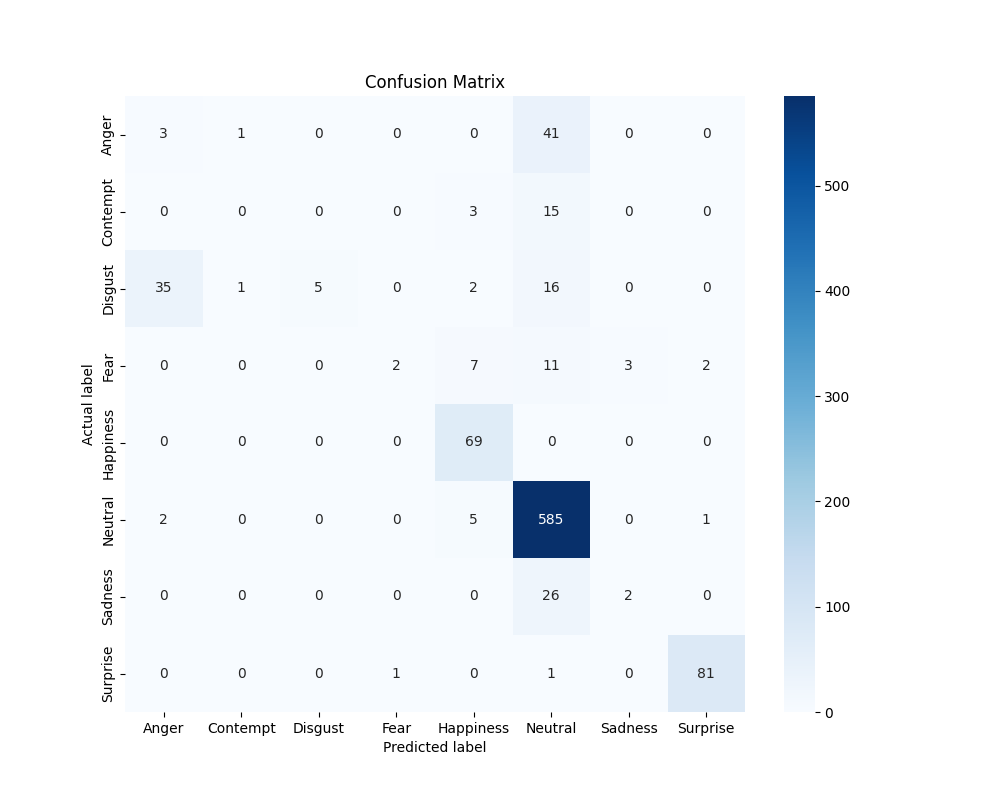 Confusion Matrix
Actual label
Anger 3 1 0 0 0 41 0 0
Contempt 0 0 0 0 3 15 0 0
Disgust 35 1 5 0 2 16 0 0
Fear 0 0 0 2 7 11 3 2
Happiness 0 0 0 0 69 0 0 0
Neutral 2 0 0 0 5 585 0 1
Sadness 0 0 0 0 0 26 2 0
Surprise 0 0 0 1 0 1 0 81
Anger Contempt Disgust Fear Happiness Neutral Sadness Surprise
Predicted label
500
400
300
200
100
0